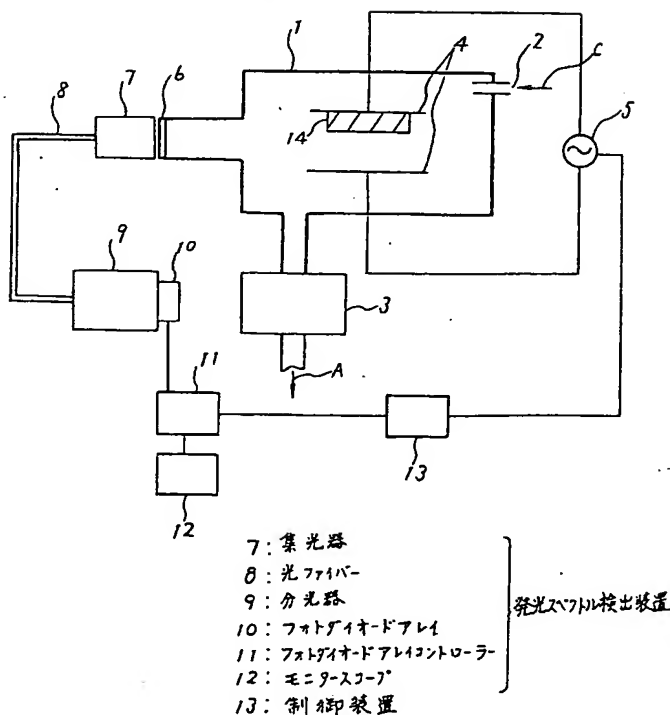 1
4
2
C
6
7
8
14
5
9
10
3
A
11
13
12
7: 集光器
8: 光ファイバー
9: 分光器
10: フォトダイオードアレイ
11: フォトダイオードアレイコントローラー
12: モニタースコープ
発光スペクトル検出装置
13: 制御装置